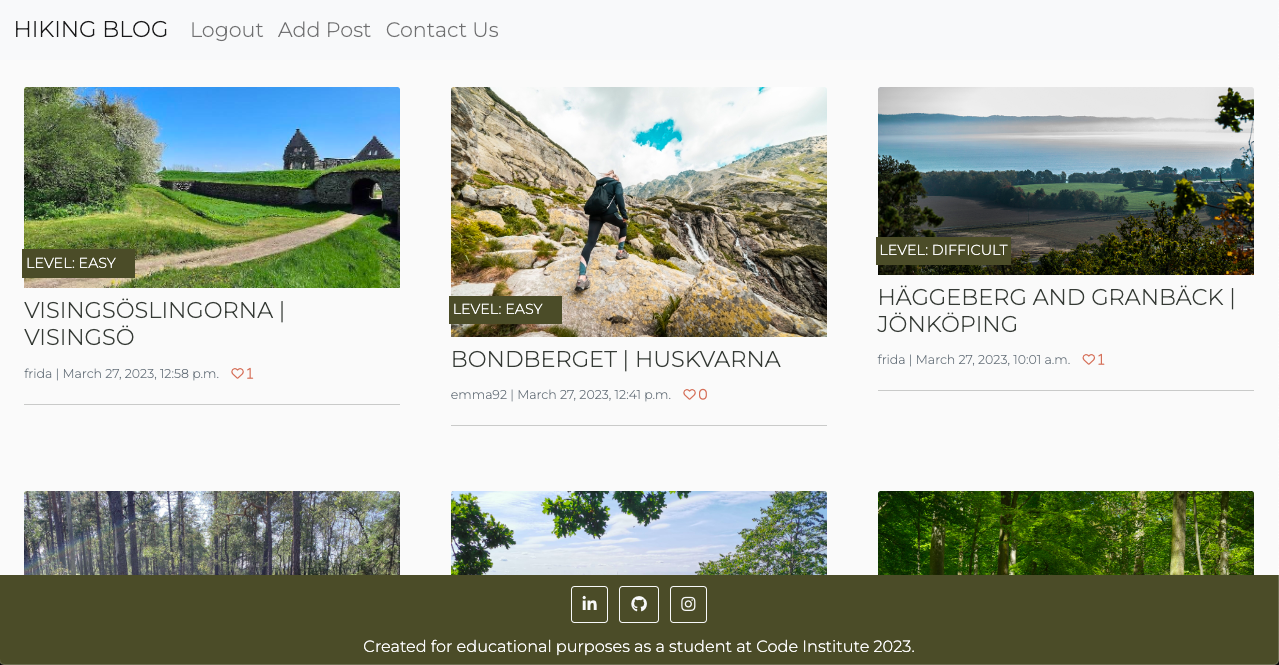 HIKING BLOG Logout Add Post Contact Us
LEVEL: EASY
VISINGSÖSLINGORNA |
VISINGSÖ
frida | March 27, 2023, 12:58 p.m. 1
LEVEL: EASY
BONDBERGET | HUSKVARNA
emma92 | March 27, 2023, 12:41 p.m. 0
LEVEL: DIFFICULT
HÄGGEBERG AND GRANBÄCK |
JÖNKÖPING
frida | March 27, 2023, 10:01 a.m. 1
in
Created for educational purposes as a student at Code Institute 2023.